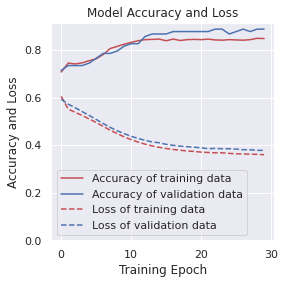 Model Accuracy and Loss
Accuracy and Loss
0.8
0.6
0.4
0.2
0.0
Accuracy of training data
Accuracy of validation data
Loss of training data
Loss of validation data
0
10
20
30
Training Epoch